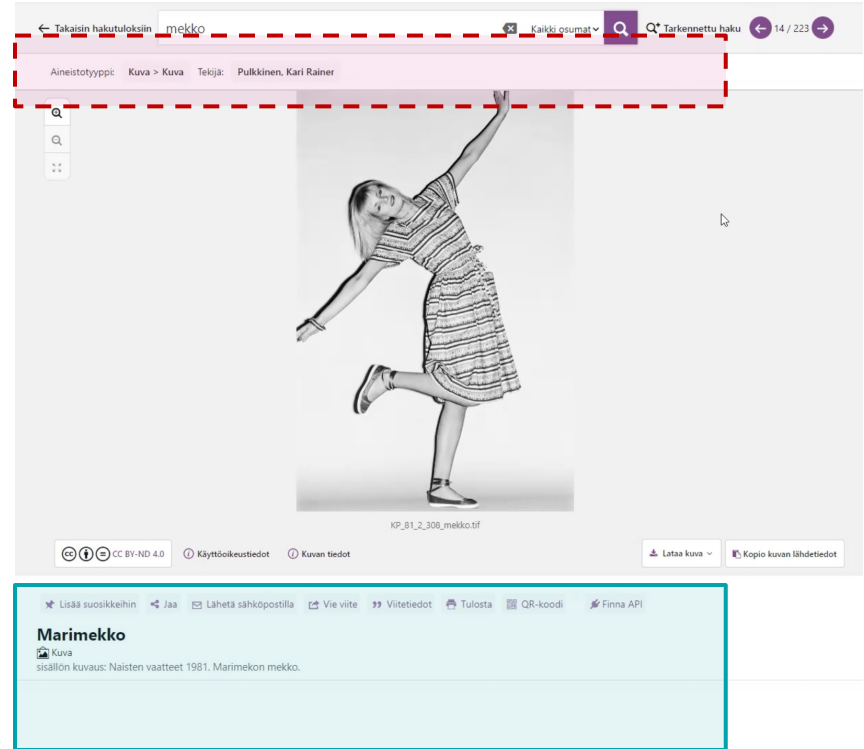 ← Takaisin hakutuloksiin mekko Kaikki osumat Tarkennettu haku 14 / 223
Aineistotyyppi: Kuva > Kuva Tekijä: Pulkkinen, Kari Rainer
KP_81_2_308_mekko.tif
CC BY-ND 4.0 Käyttöoikeustiedot Kuvan tiedot Lataa kuva Kopio kuvan lähdetiedot
Lisää suosikkeihin Jaa Lähetä sähköpostilla Vie viite Viitetiedot Tulosta QR-koodi Finna API
Marimekko
Kuva
sisällön kuvaus: Naisten vaatteet 1981. Marimekon mekko.